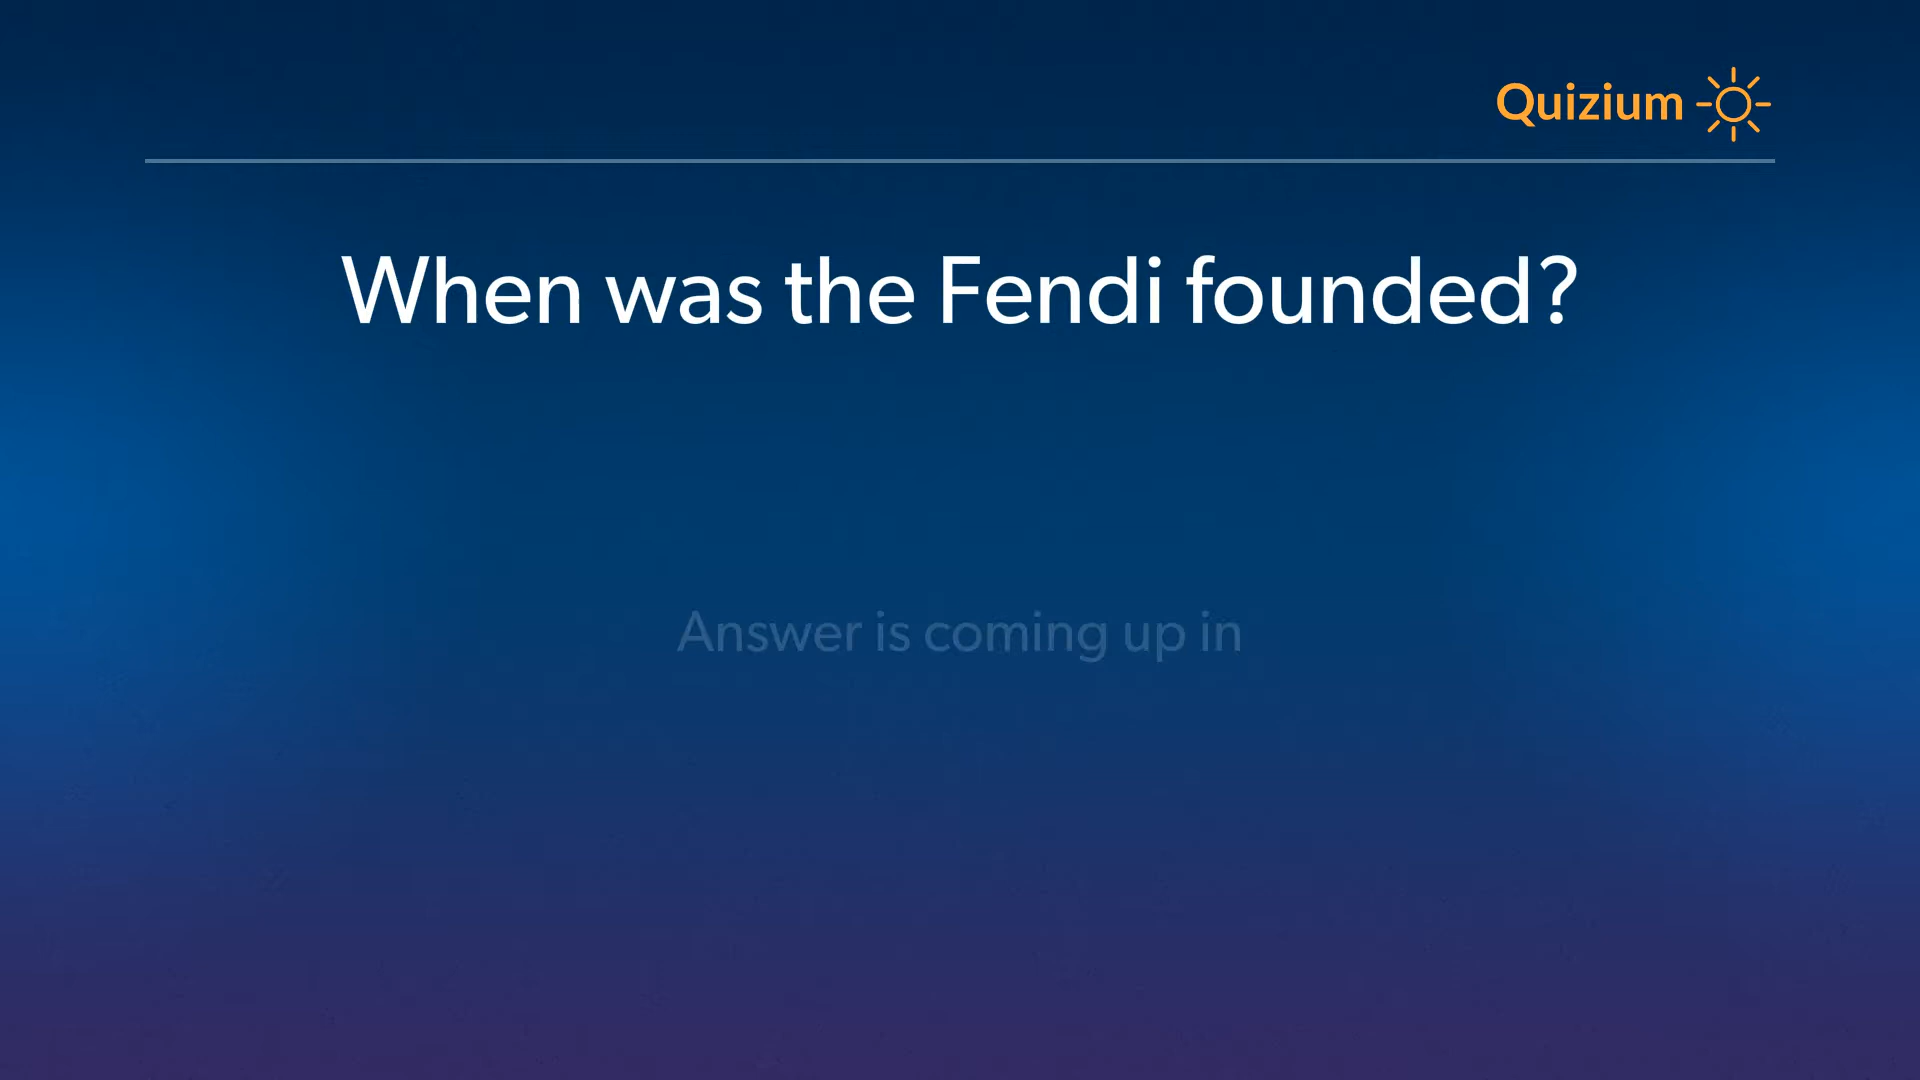 Quizium
When was the Fendi founded?
Answer is coming up in